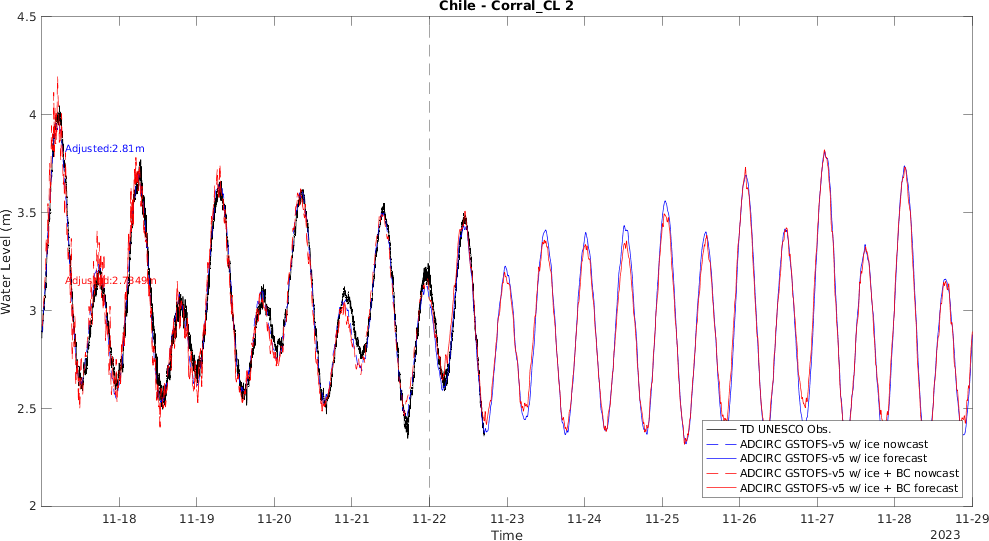 Chile - Corral_CL 2
4.5
4
3.5
3
2.5
2
Water Level (m)
Adjusted:2.81m
Adjusted:2.7849m
TD UNESCO Obs.
ADCIRC GSTOFS-v5 w/ ice nowcast
ADCIRC GSTOFS-v5 w/ ice forecast
ADCIRC GSTOFS-v5 w/ ice + BC nowcast
ADCIRC GSTOFS-v5 w/ ice + BC forecast
11-18
11-19
11-20
11-21
11-22
11-23
11-24
11-25
11-26
11-27
11-28
11-29
Time
2023